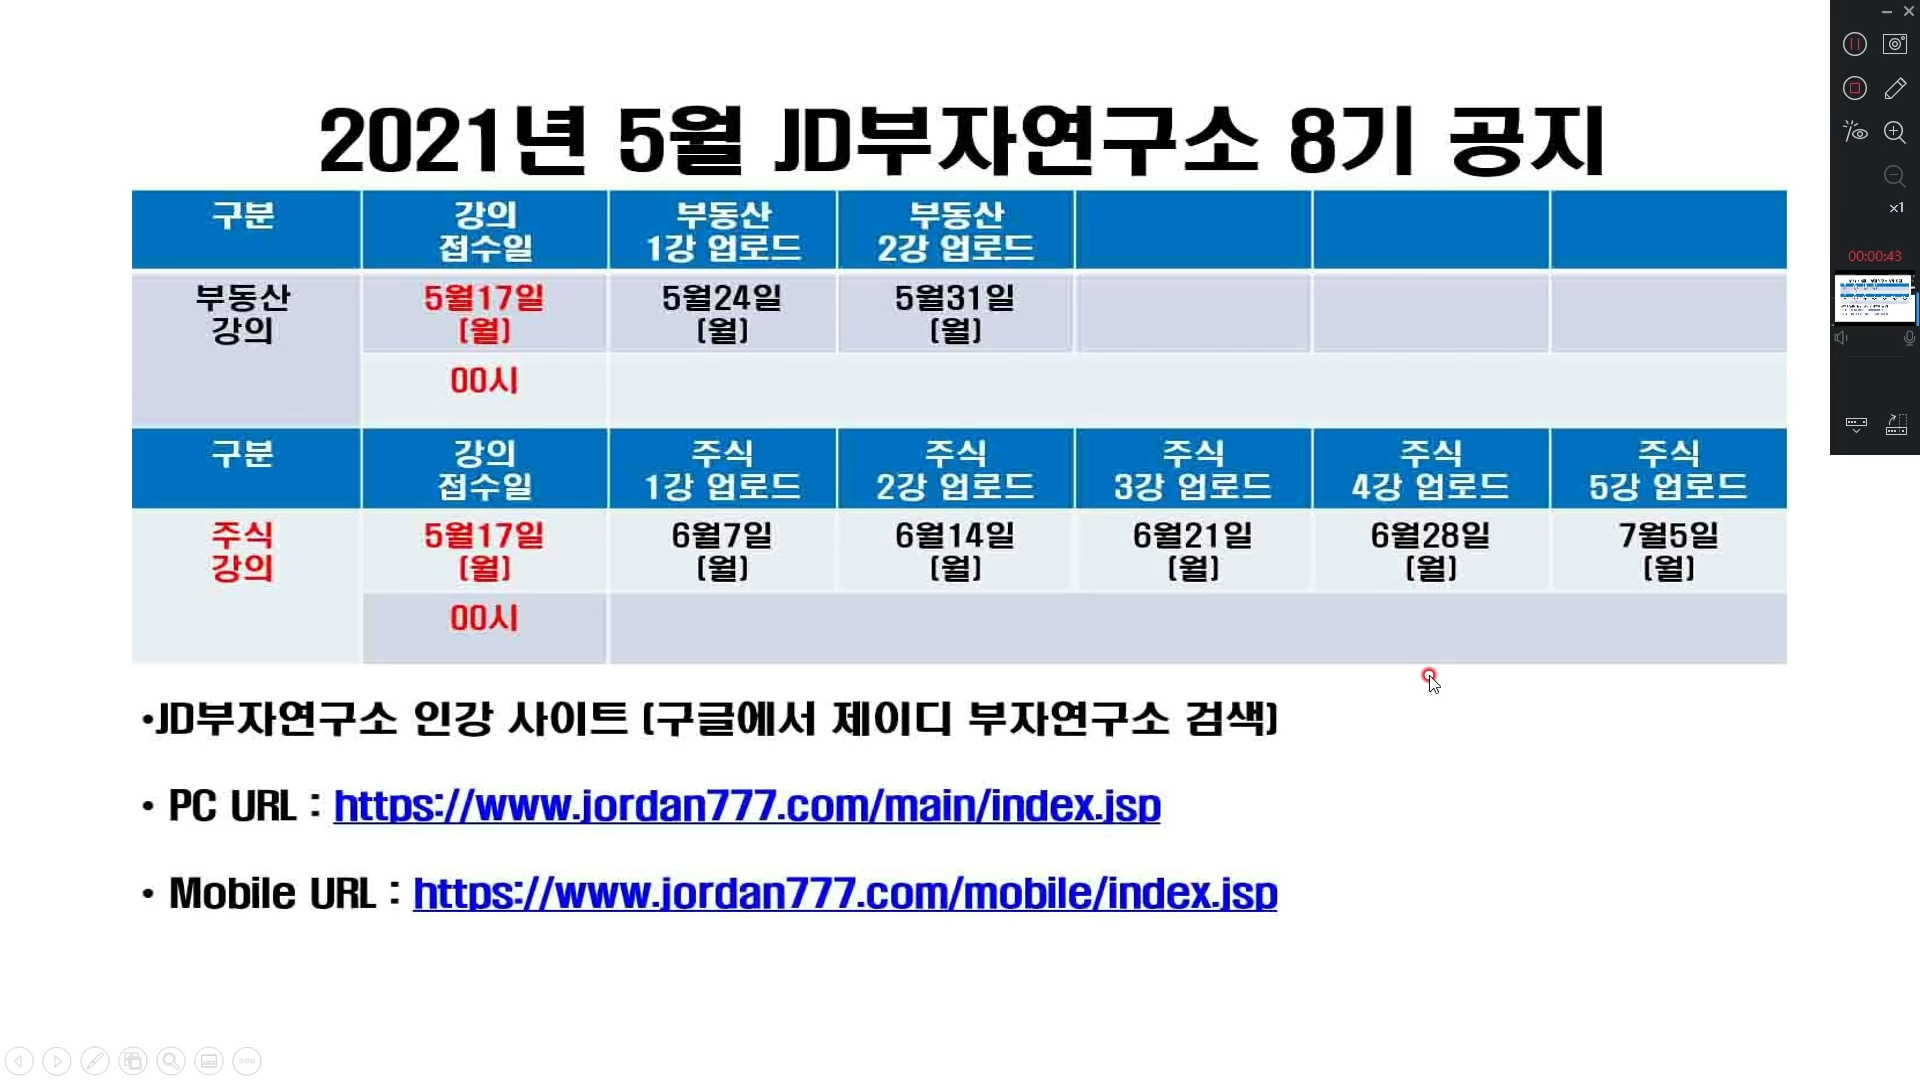 2021년 5월 JD부자연구소 8기 공지
구분 강의 접수일 부동산 1강 업로드 부동산 2강 업로드
부동산 강의 5월17일 (월) 5월24일 (월) 5월31일 (월)
00시
구분 강의 접수일 주식 1강 업로드 주식 2강 업로드 주식 3강 업로드 주식 4강 업로드 주식 5강 업로드
주식 강의 5월17일 (월) 6월7일 (월) 6월14일 (월) 6월21일 (월) 6월28일 (월) 7월5일 (월)
00시
•JD부자연구소 인강 사이트 (구글에서 제이디 부자연구소 검색)
• PC URL : https://www.jordan777.com/main/index.jsp
• Mobile URL : https://www.jordan777.com/mobile/index.jsp
x1
00:00:43